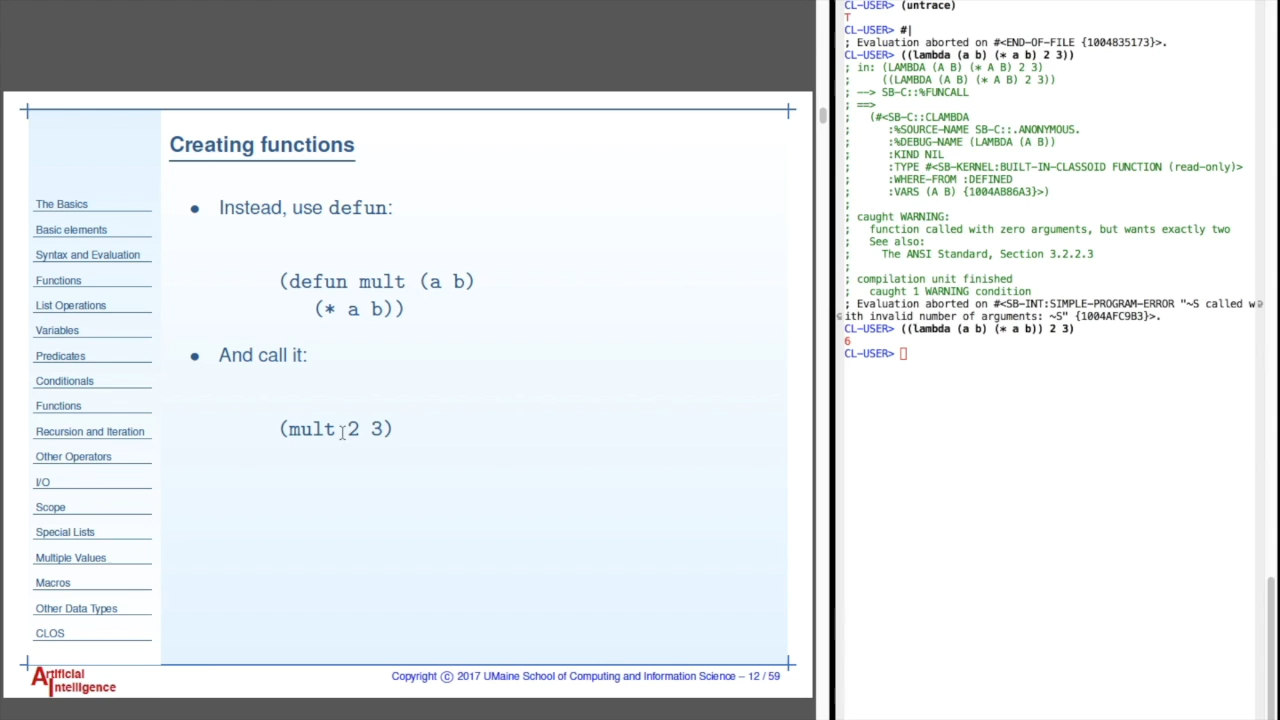 Creating functions
The Basics
Basic elements
Syntax and Evaluation
Functions
List Operations
Variables
Predicates
Conditionals
Functions
Recursion and Iteration
Other Operators
I/O
Scope
Special Lists
Multiple Values
Macros
Other Data Types
CLOS
● Instead, use defun:
(defun mult (a b)
(* a b))
● And call it:
(mult 2 3)
Artificial
Intelligence
Copyright © 2017 UMaine School of Computing and Information Science – 12 / 59
CL-USER> (untrace)
T
CL-USER> #|
; Evaluation aborted on #<END-OF-FILE {1004835173}>.
CL-USER> ((lambda (a b) (* a b) 2 3))
; in: (LAMBDA (A B) (* A B) 2 3)
;     ((LAMBDA (A B) (* A B) 2 3))
; --> SB-C::%FUNCALL
; ==>
;   (#<SB-C::CLAMBDA
;      :%SOURCE-NAME SB-C::.ANONYMOUS.
;      :%DEBUG-NAME (LAMBDA (A B))
;      :KIND NIL
;      :TYPE #<SB-KERNEL:BUILT-IN-CLASSOID FUNCTION (read-only)>
;      :WHERE-FROM :DEFINED
;      :VARS (A B) {1004AB86A3}>)
;
; caught WARNING:
;   function called with zero arguments, but wants exactly two
;   See also:
;     The ANSI Standard, Section 3.2.2.3
;
; compilation unit finished
;   caught 1 WARNING condition
; Evaluation aborted on #<SB-INT:SIMPLE-PROGRAM-ERROR "~S called w
ith invalid number of arguments: ~S" {1004AFC9B3}>.
CL-USER> ((lambda (a b) (* a b)) 2 3)
6
CL-USER>